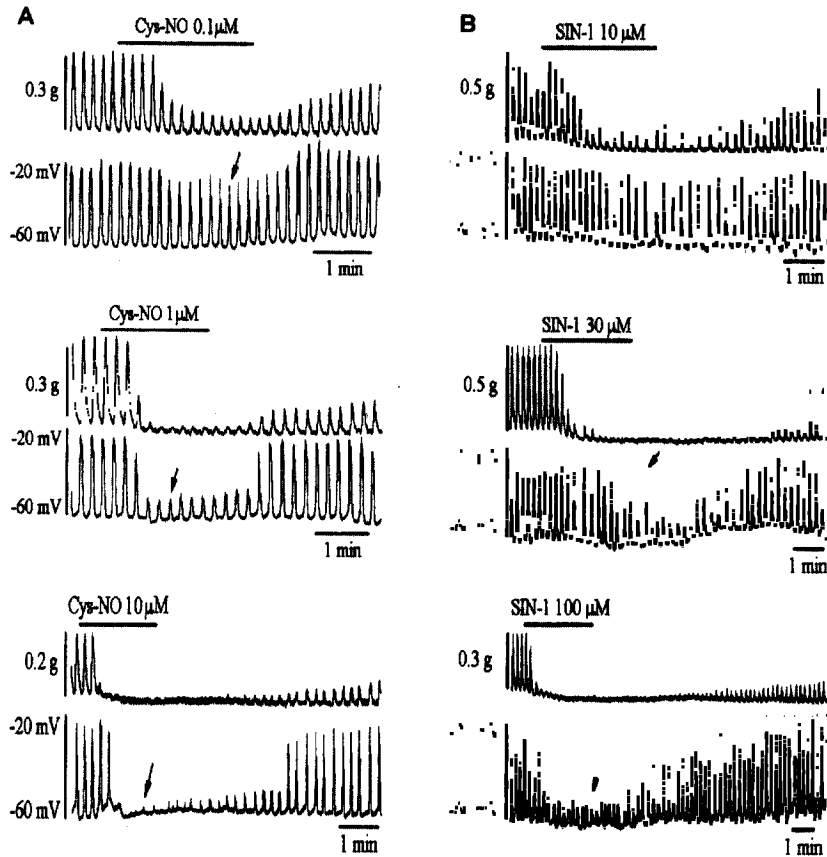 A
Cys-NO 0.1µM
0.3 g
-20 mV
-60 mV
1 min
Cys-NO 1µM
0.3 g
-20 mV
-60 mV
1 min
Cys-NO 10 µM
0.2 g
-20
-60 mV
1 min
B
SIN-1 10 µM
0.5 g
1 min
SIN-1 30 µM
0.5 g
1 min
SIN-1 100 µM
0.3 g
1 min